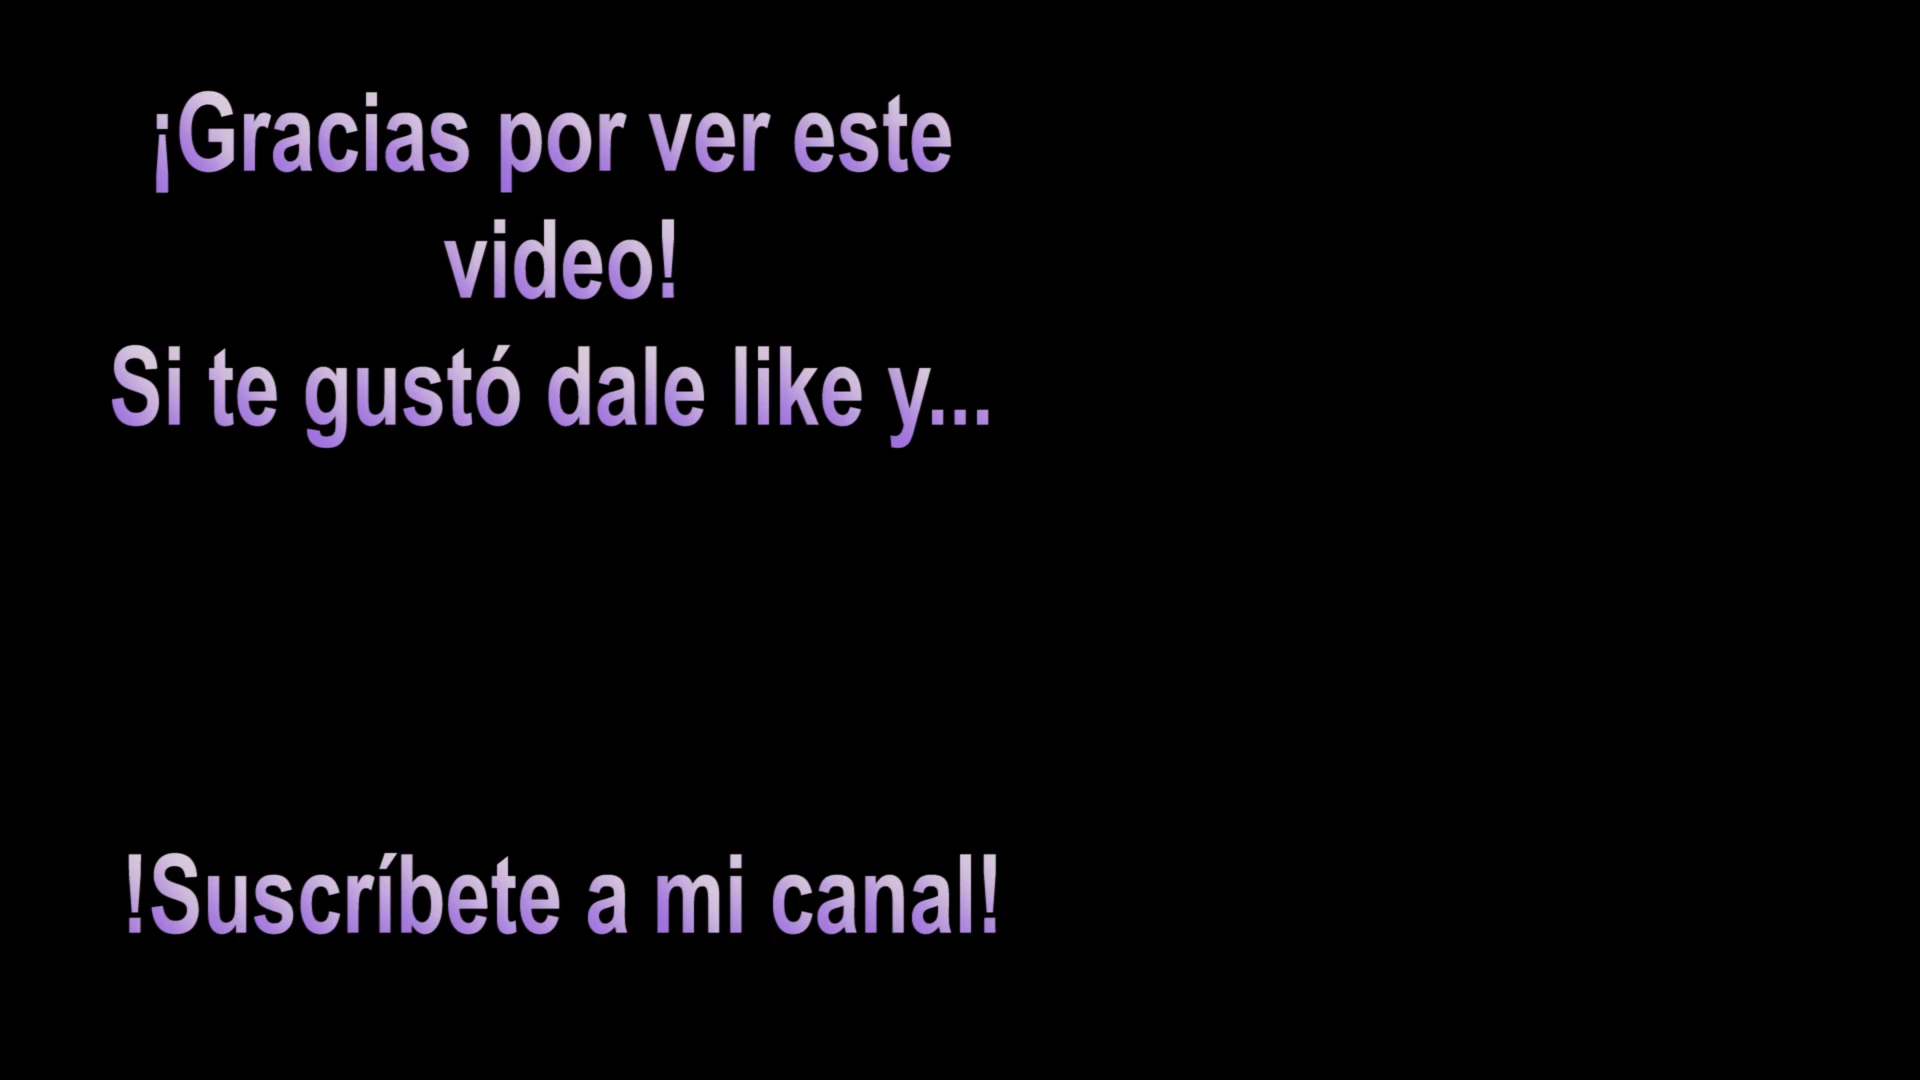 ¡Gracias por ver este
video!
Si te gustó dale like y...
!Suscríbete a mi canal!